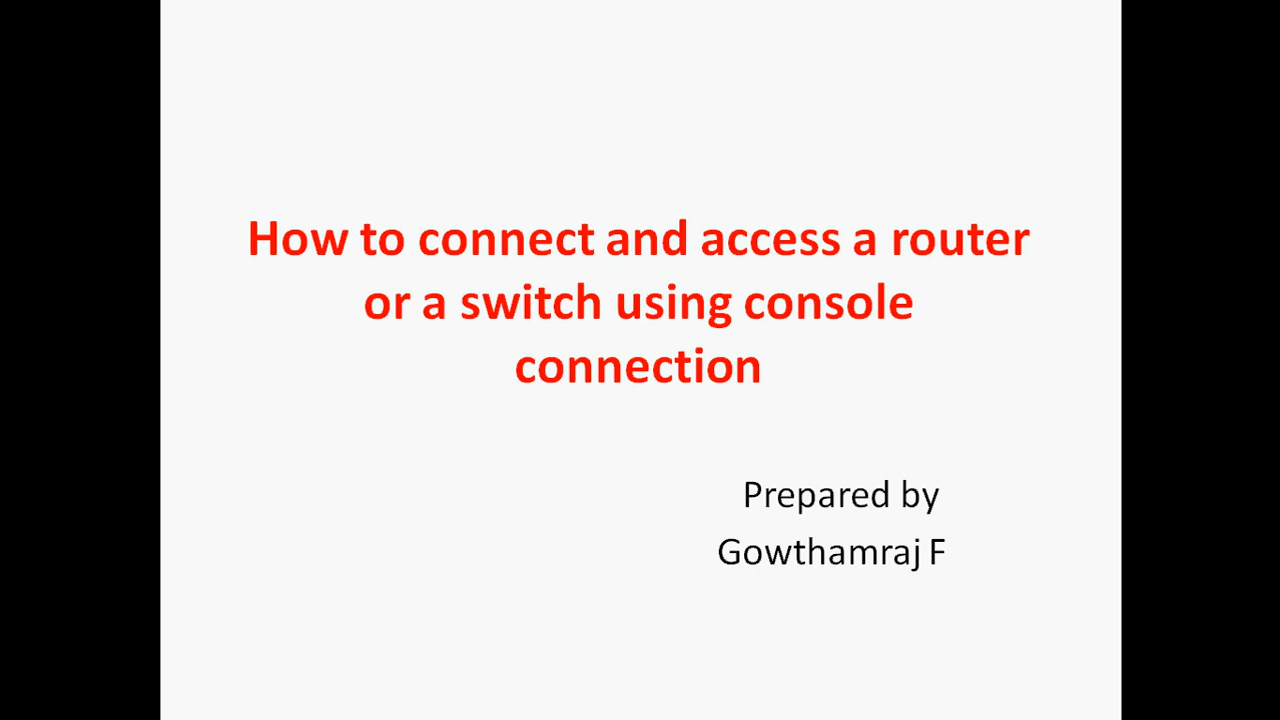 How to connect and access a router
or a switch using console
connection
Prepared by
Gowthamraj F